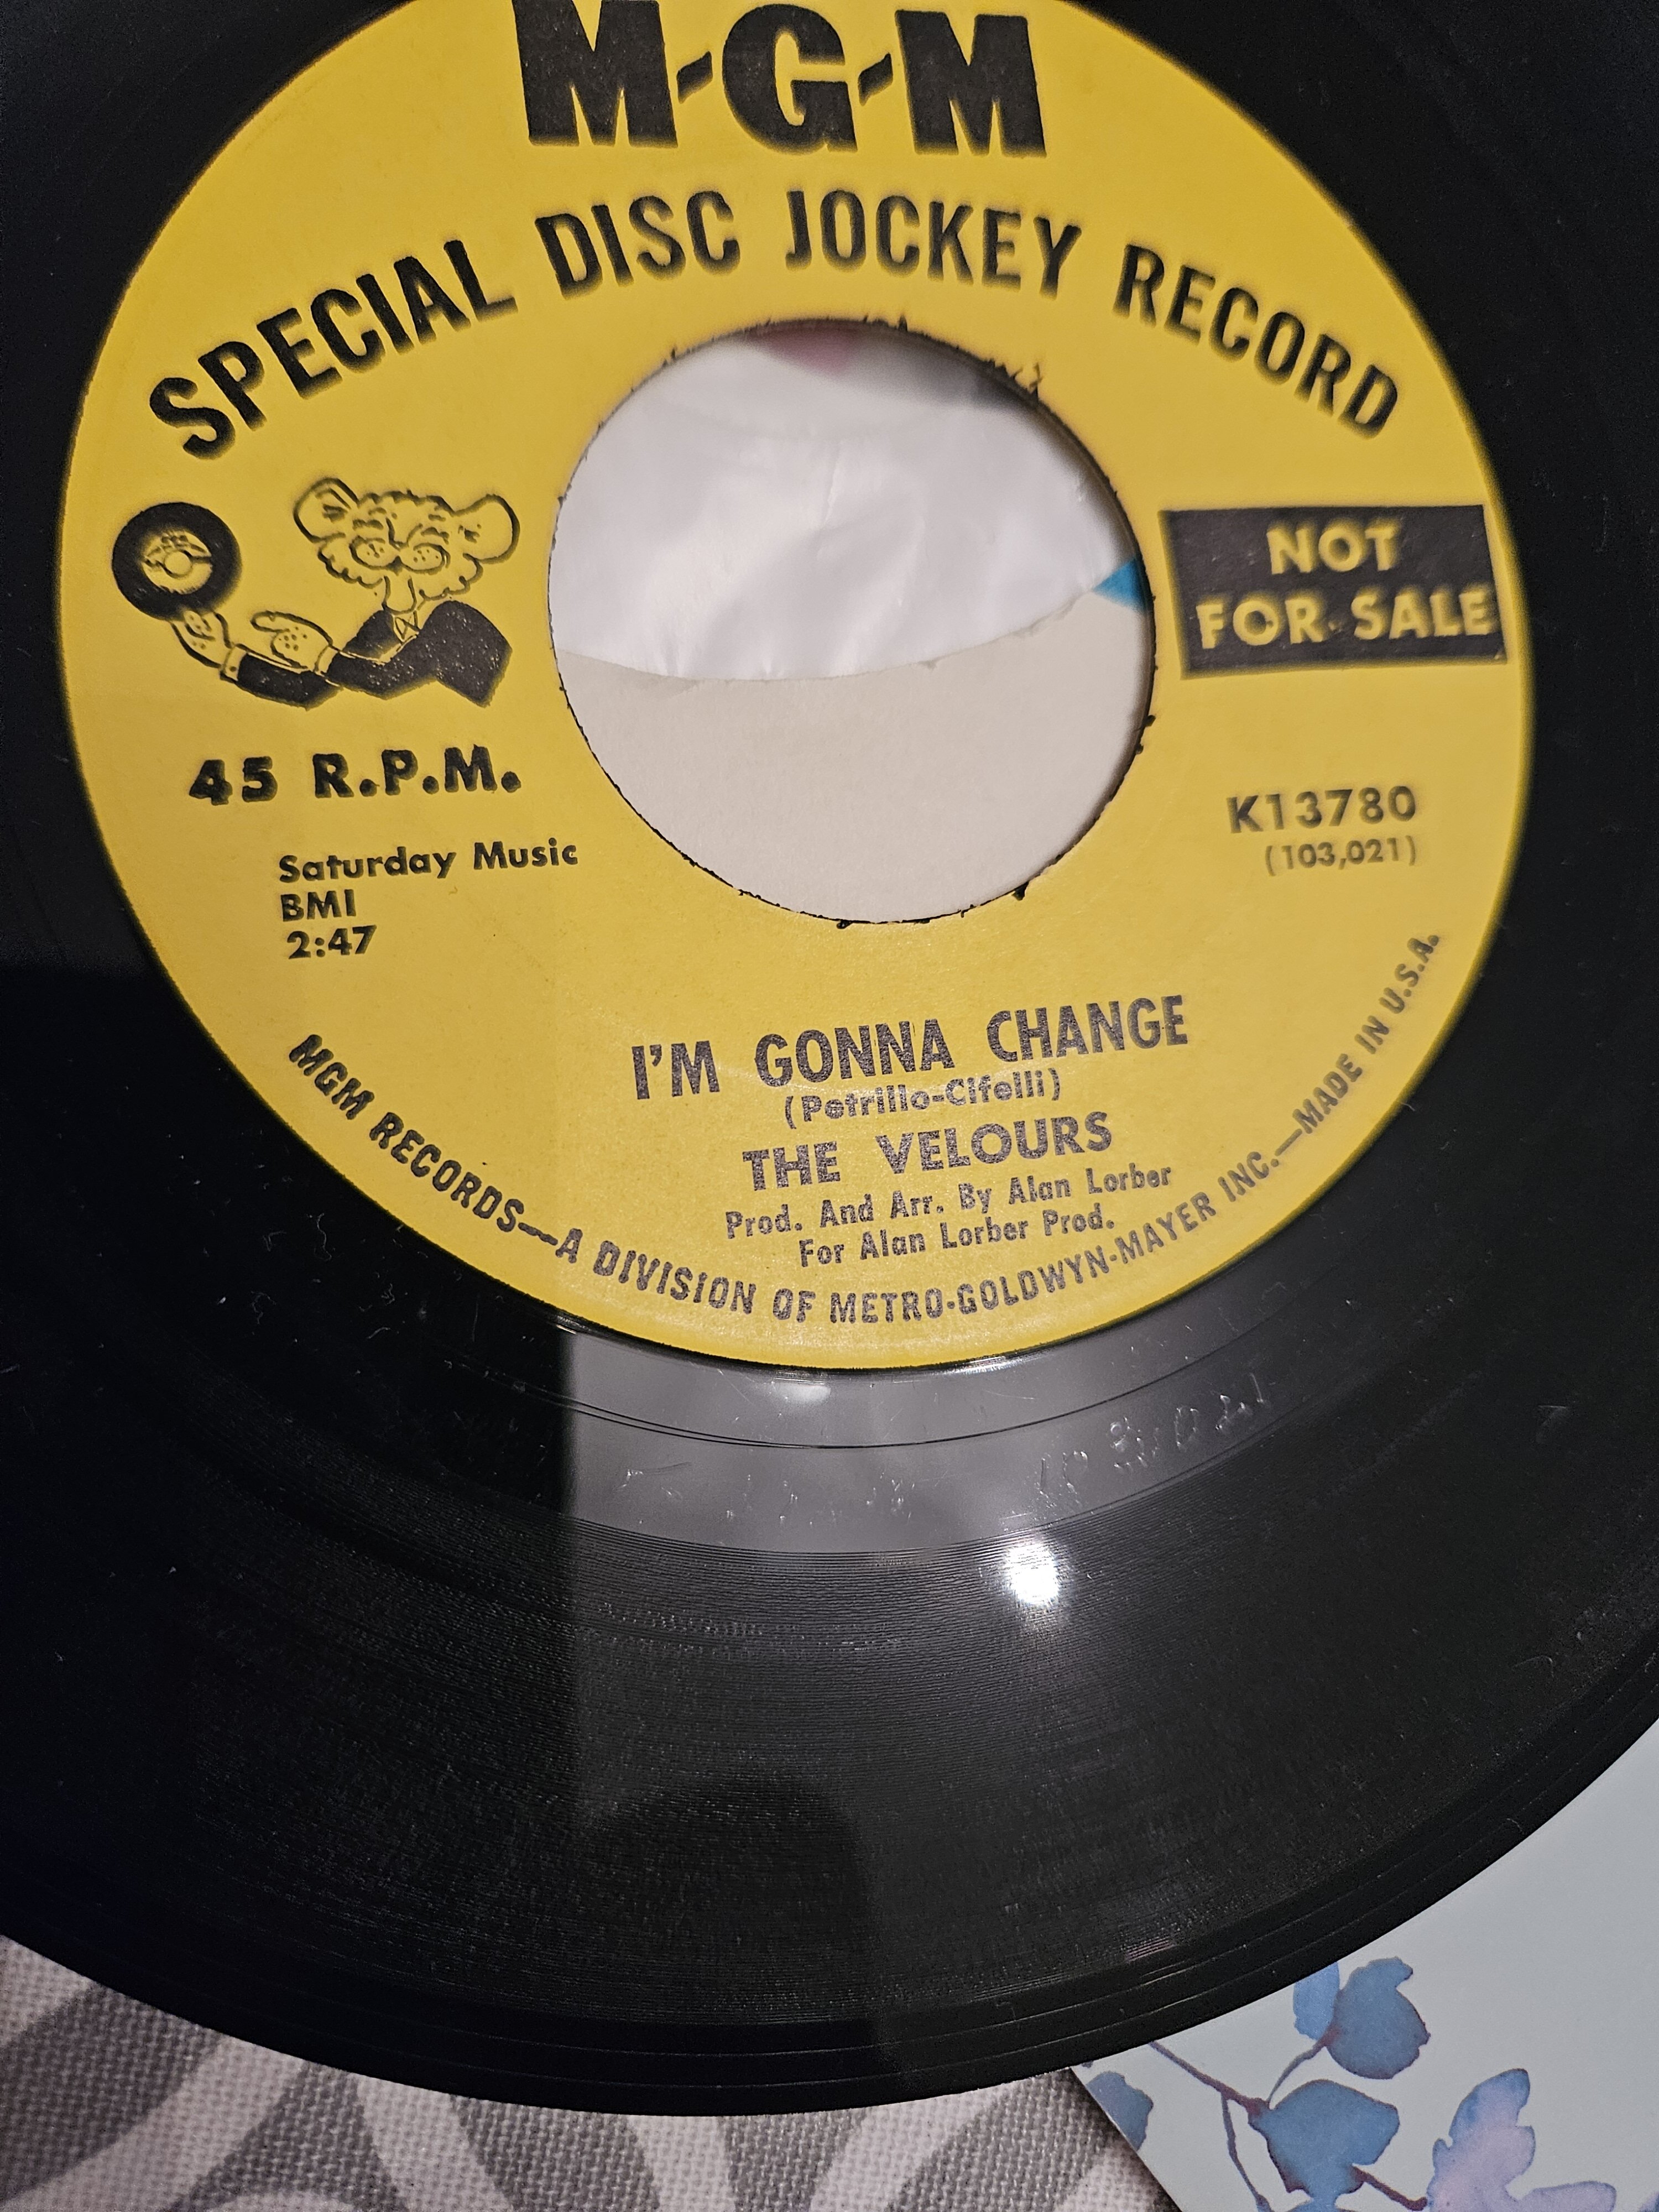 M-G-M
SPECIAL DISC JOCKEY RECORD
NOT
FOR SALE
45 R.P.M.
Saturday Music
BMI
2:47
K13780
(103,021)
I'M GONNA CHANGE
(Petrillo-Cifelli)
THE VELOURS
Prod. And Arr. By Alan Lorber
For Alan Lorber Prod.
MGM RECORDS—A DIVISION OF METRO-GOLDWYN-MAYER INC.—MADE IN U.S.A.